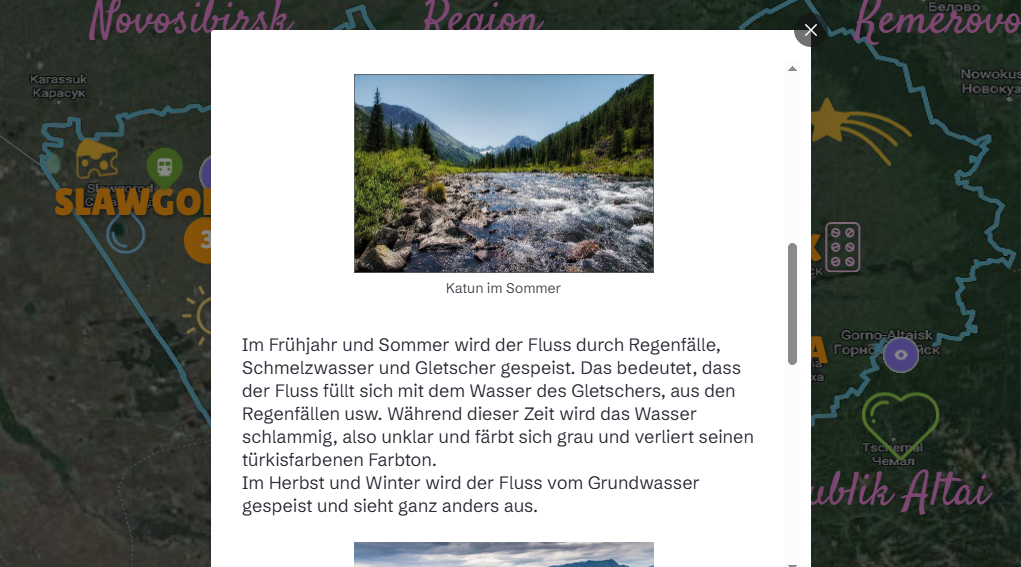 Novosibirsk Region Kemerovo
Белово
Karassuk
Карасук
Nowokus
Новокуз
Slawgorod
SLAWGO
3
Katun im Sommer
Im Frühjahr und Sommer wird der Fluss durch Regenfälle,
Schmelzwasser und Gletscher gespeist. Das bedeutet, dass
der Fluss füllt sich mit dem Wasser des Gletschers, aus den
Regenfällen usw. Während dieser Zeit wird das Wasser
schlammig, also unklar und färbt sich grau und verliert seinen
türkisfarbenen Farbton.
Im Herbst und Winter wird der Fluss vom Grundwasser
gespeist und sieht ganz anders aus.
Gorno-Altaisk
Tschemal
Чемал
ublik Altai